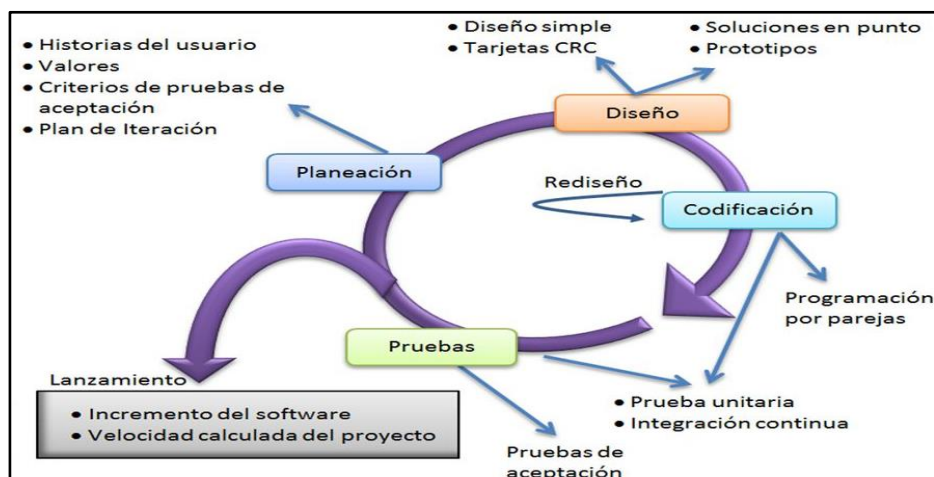 ● Historias del usuario
● Valores
● Criterios de pruebas de
aceptación
● Plan de Iteración
● Diseño simple
● Tarjetas CRC
● Soluciones en punto
● Prototipos
Diseño
Planeación
Rediseño
Codificación
Programación
por parejas
Pruebas
Lanzamiento
● Incremento del software
● Velocidad calculada del proyecto
● Prueba unitaria
● Integración continua
Pruebas de
aceptación